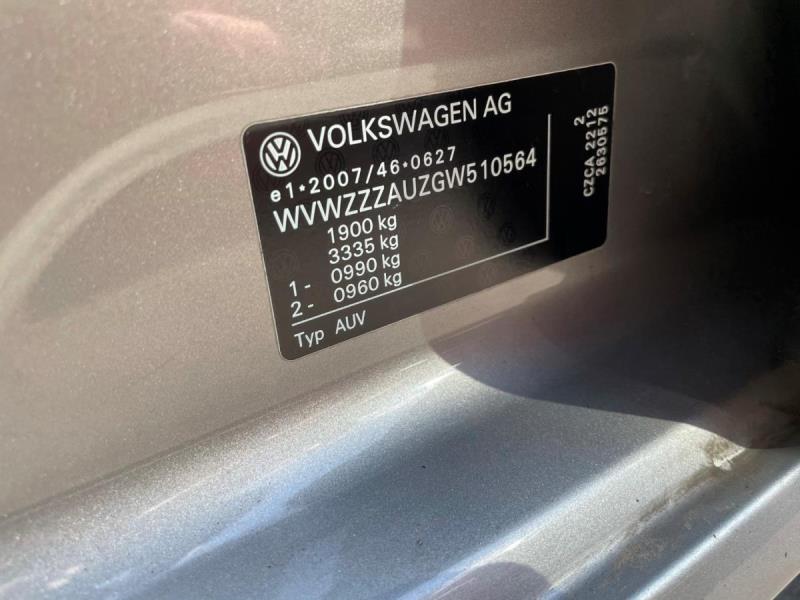 VOLKSWAGEN AG
e1*2007/46*0627
WVWZZZAUZGW510564
1900 kg
3335 kg
1- 0990 kg
2- 0960 kg
Typ AUV
2
CZCA 2212
2630575